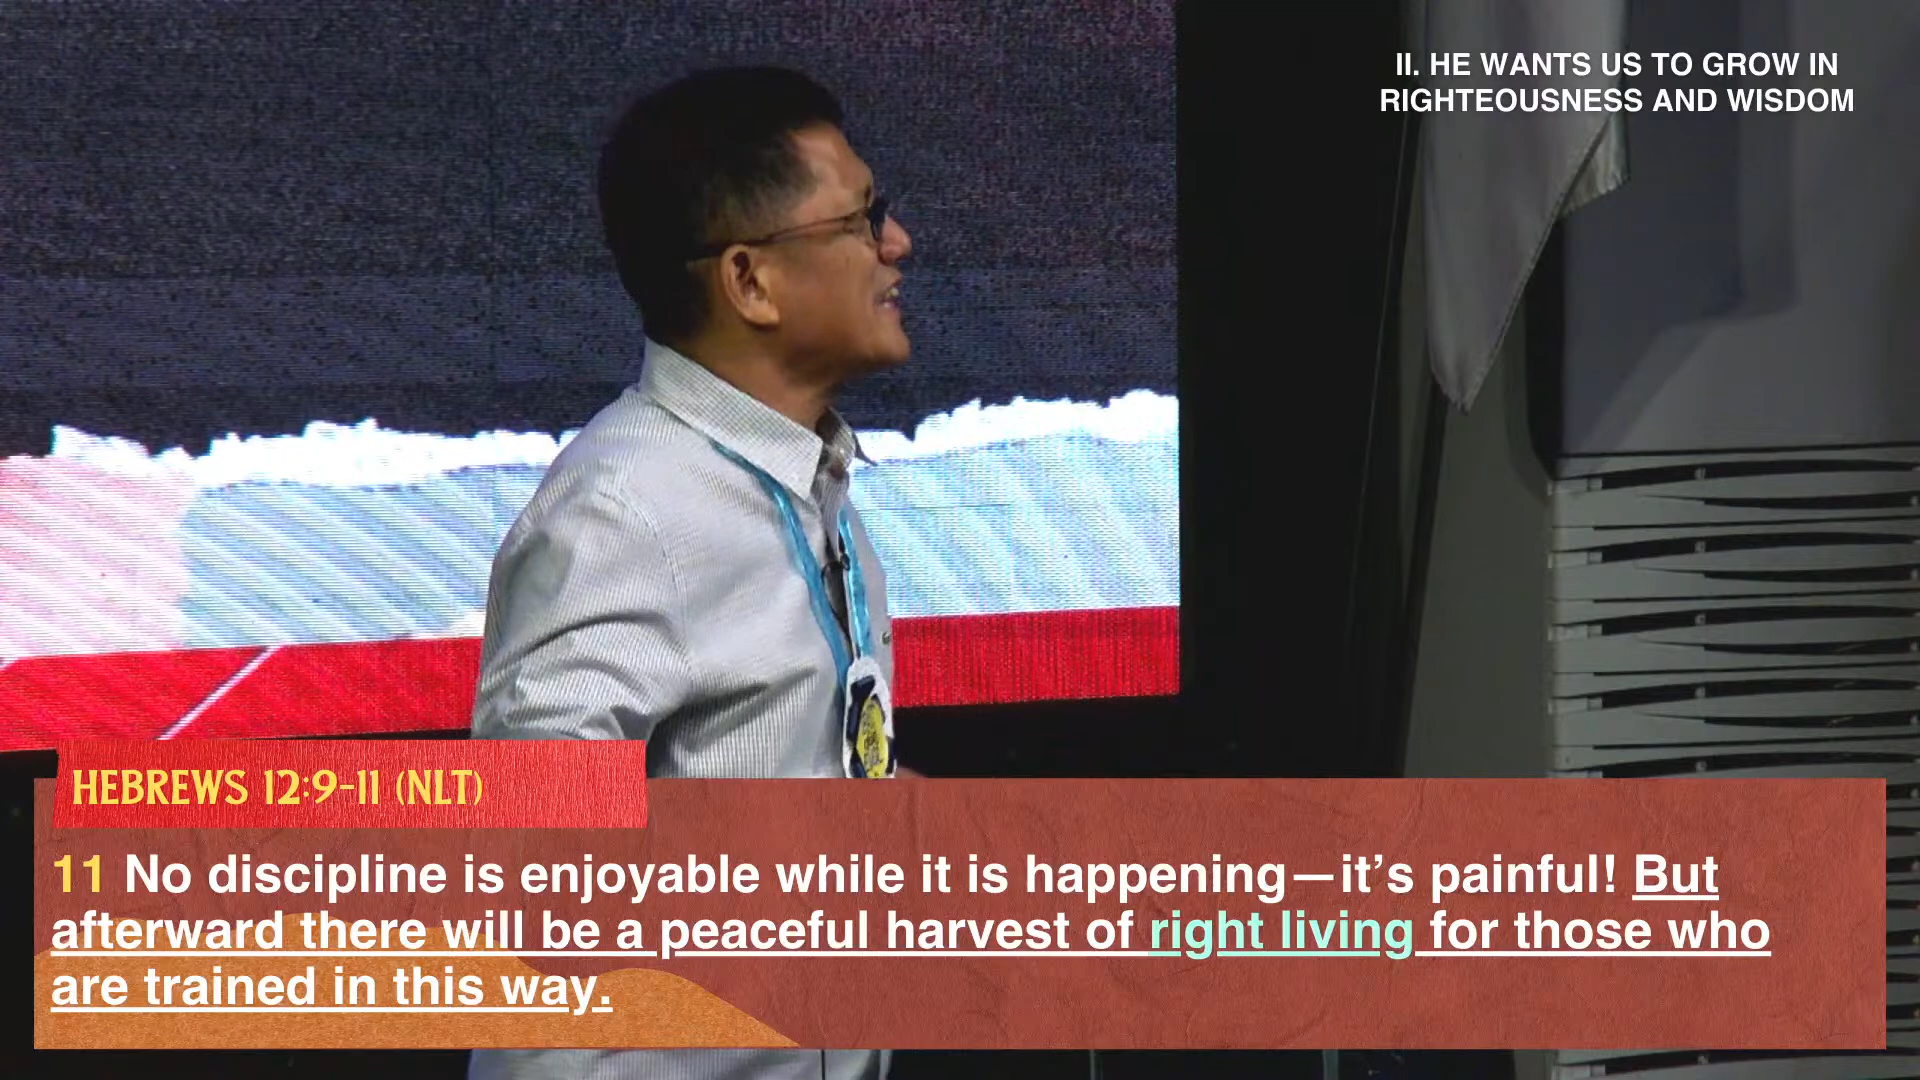 II. HE WANTS US TO GROW IN
RIGHTEOUSNESS AND WISDOM
HEBREWS 12:9-11 (NLT)
11 No discipline is enjoyable while it is happening—it’s painful! But
afterward there will be a peaceful harvest of right living for those who
are trained in this way.